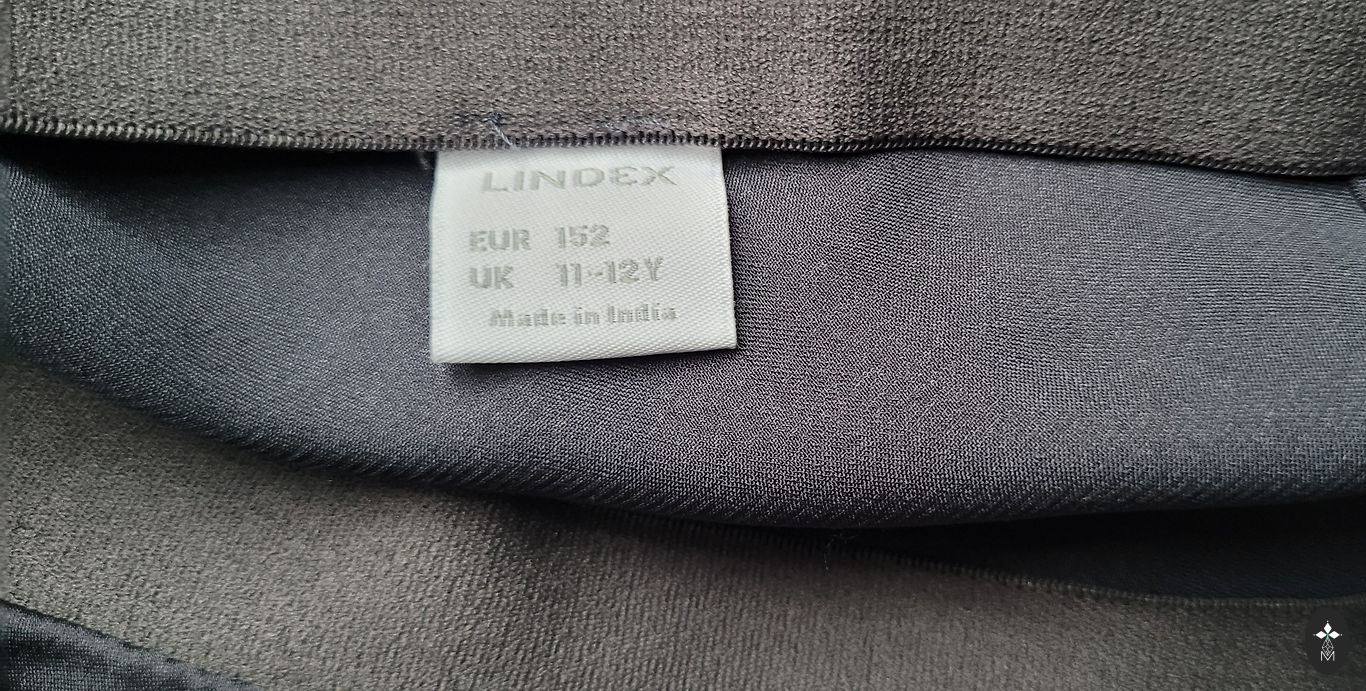 LINDEX
EUR 152
UK 11-12Y
Made in India
M